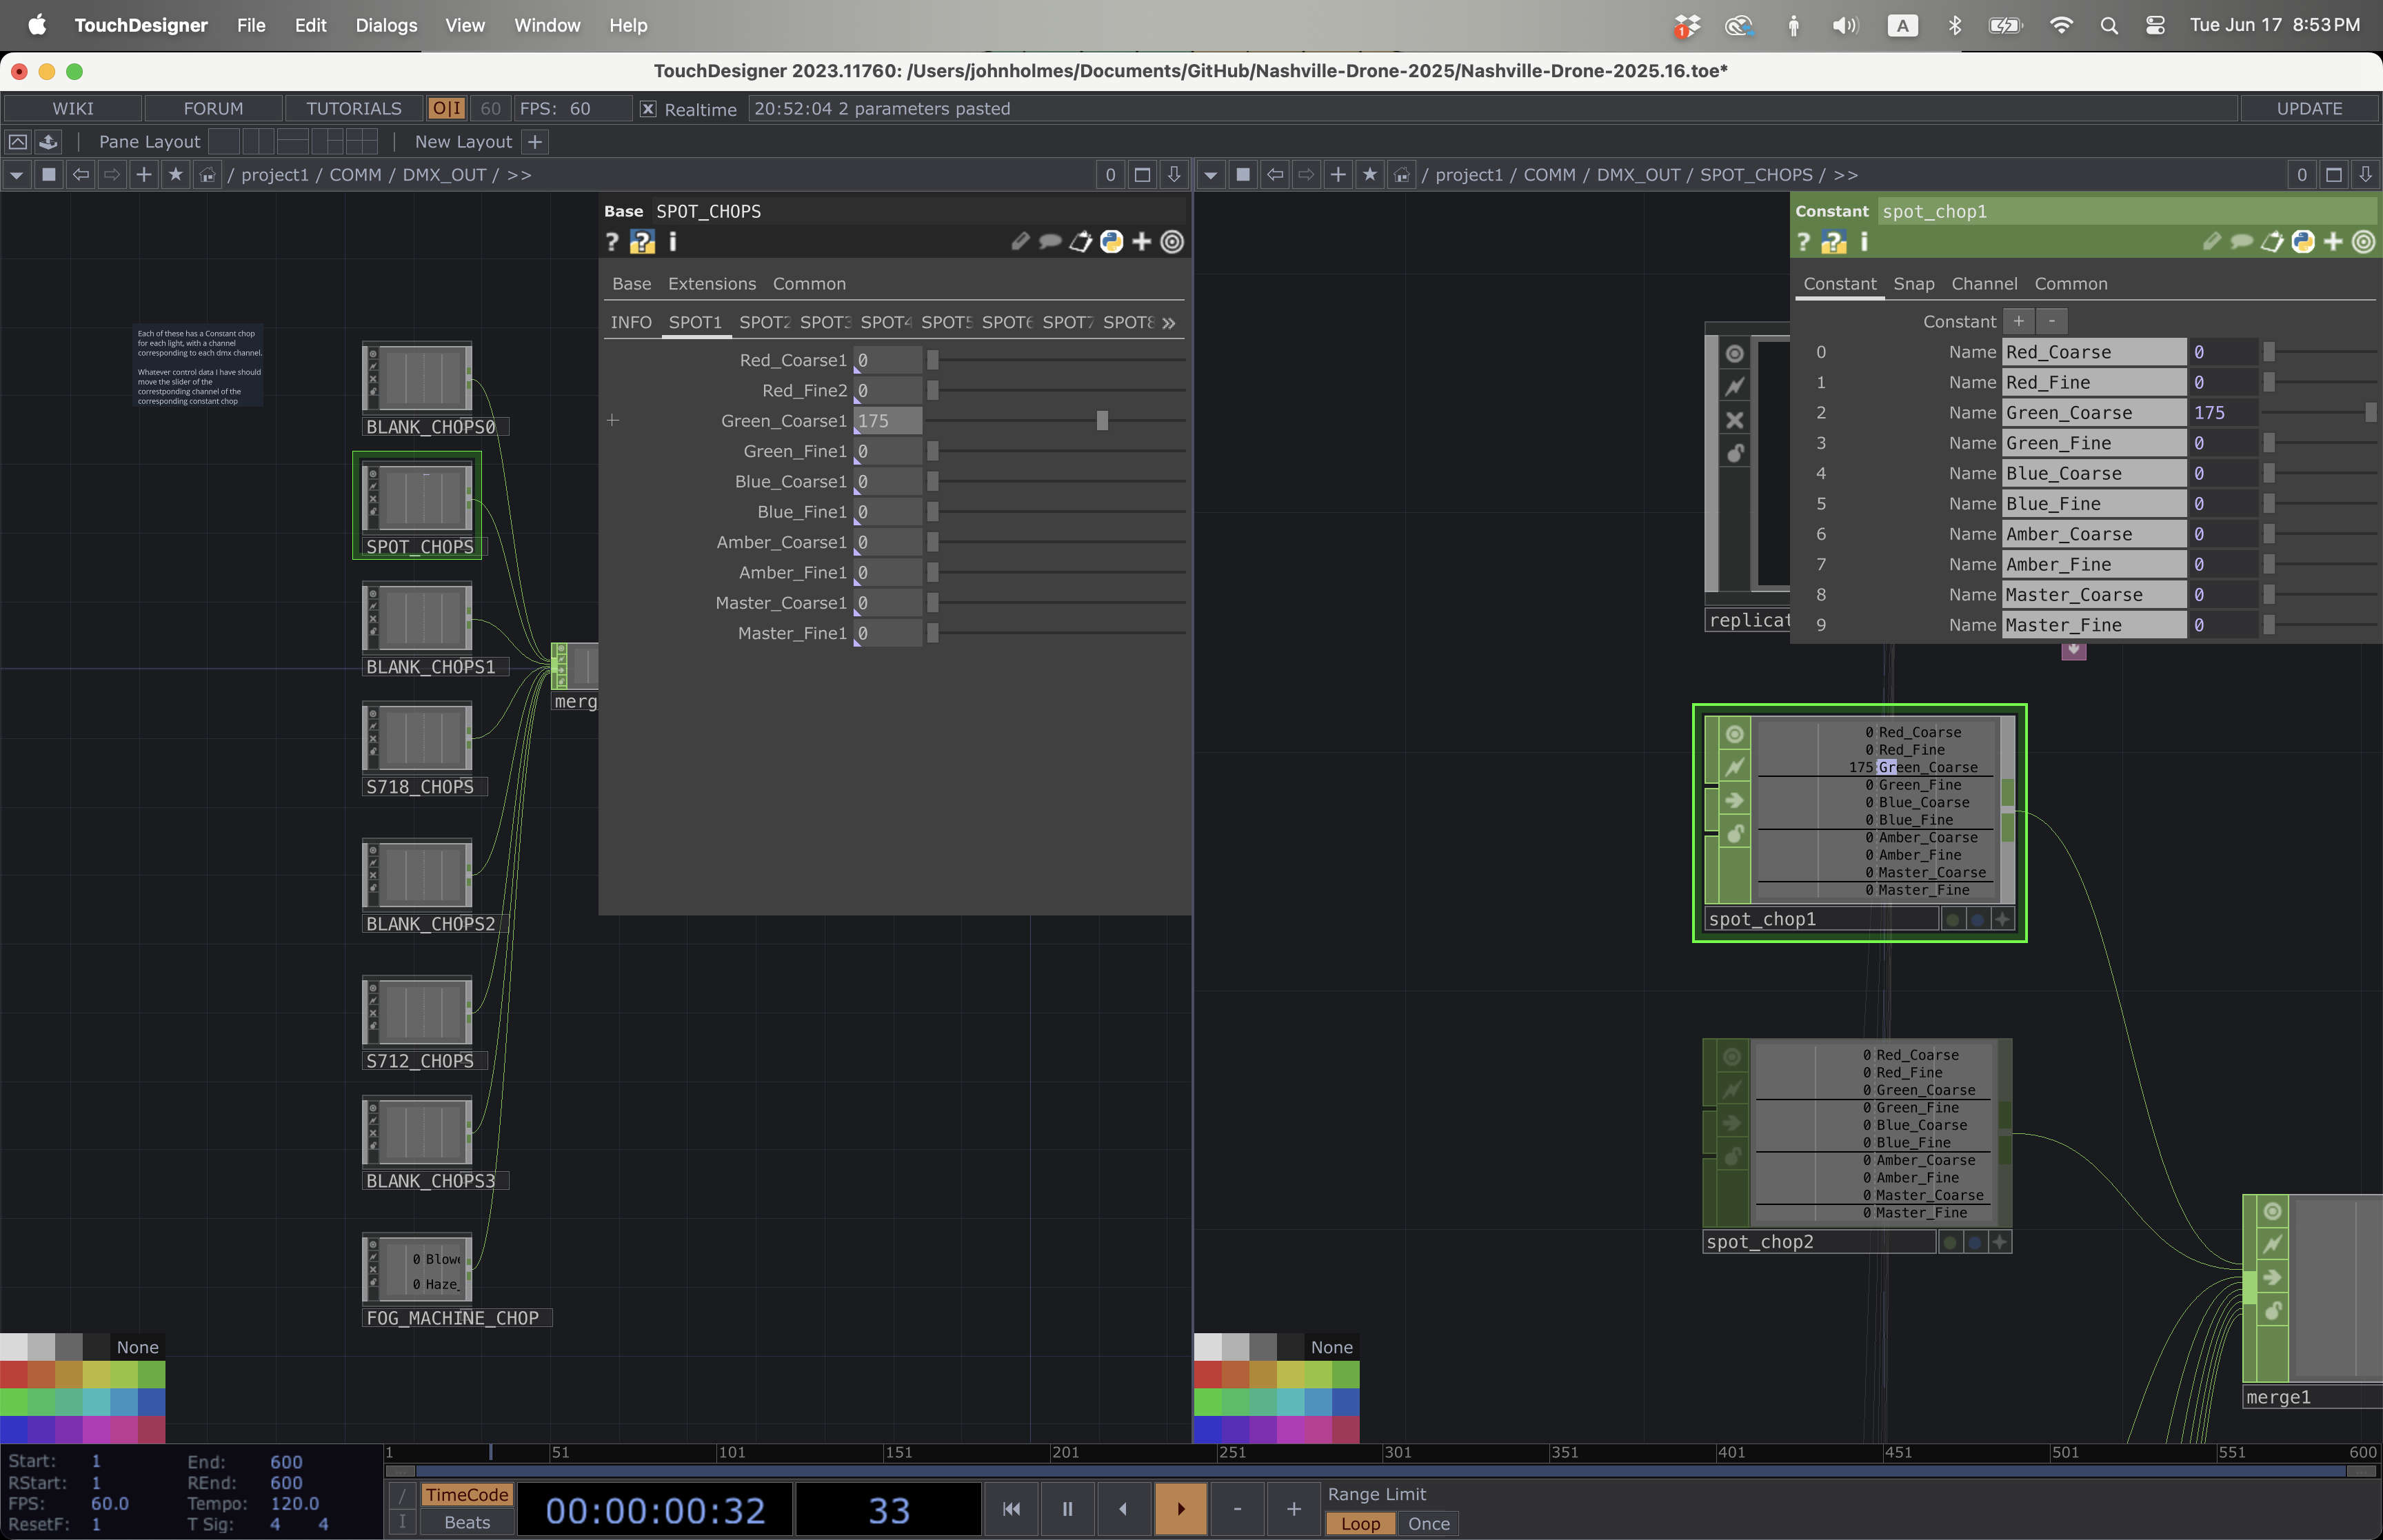 TouchDesigner File Edit Dialogs View Window Help
1 A Tue Jun 17 8:53 PM
TouchDesigner 2023.11760: /Users/johnholmes/Documents/GitHub/Nashville-Drone-2025/Nashville-Drone-2025.16.toe*
WIKI FORUM TUTORIALS O|I 60 FPS: 60 Realtime 20:52:04 2 parameters pasted UPDATE
Pane Layout New Layout +
/ project1 / COMM / DMX_OUT / >> 0
/ project1 / COMM / DMX_OUT / SPOT_CHOPS / >> 0
Each of these has a Constant chop
for each light, with a channel
corresponding to each dmx channel.
Whatever control data I have should
move the slider of the
correstponding channel of the
corresponding constant chop
BLANK_CHOPS0
SPOT_CHOPS
BLANK_CHOPS1
S718_CHOPS
BLANK_CHOPS2
S712_CHOPS
BLANK_CHOPS3
0 Blow
0 Haze_
FOG_MACHINE_CHOP
merg
Base SPOT_CHOPS
? ? i
Base Extensions Common
INFO SPOT1 SPOT2 SPOT3 SPOT4 SPOT5 SPOT6 SPOT7 SPOT8 »
Red_Coarse1 0
Red_Fine2 0
Green_Coarse1 175
Green_Fine1 0
Blue_Coarse1 0
Blue_Fine1 0
Amber_Coarse1 0
Amber_Fine1 0
Master_Coarse1 0
Master_Fine1 0
Constant spot_chop1
? ? i
Constant Snap Channel Common
Constant + -
0 Name Red_Coarse 0
1 Name Red_Fine 0
2 Name Green_Coarse 175
3 Name Green_Fine 0
4 Name Blue_Coarse 0
5 Name Blue_Fine 0
6 Name Amber_Coarse 0
7 Name Amber_Fine 0
8 Name Master_Coarse 0
9 Name Master_Fine 0
replicat
0 Red_Coarse
0 Red_Fine
175 Green_Coarse
0 Green_Fine
0 Blue_Coarse
0 Blue_Fine
0 Amber_Coarse
0 Amber_Fine
0 Master_Coarse
0 Master_Fine
spot_chop1
0 Red_Coarse
0 Red_Fine
0 Green_Coarse
0 Green_Fine
0 Blue_Coarse
0 Blue_Fine
0 Amber_Coarse
0 Amber_Fine
0 Master_Coarse
0 Master_Fine
spot_chop2
merge1
None
None
1 51 101 151 201 251 301 351 401 451 501 551 600
Start: 1 End: 600
RStart: 1 REnd: 600
FPS: 60.0 Tempo: 120.0
ResetF: 1 T Sig: 4 4
/ TimeCode
I Beats
00:00:00:32 33
- +
Range Limit
Loop Once